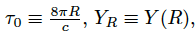 τ₀ ≡ 8πR/c, Y_R ≡ Y(R),